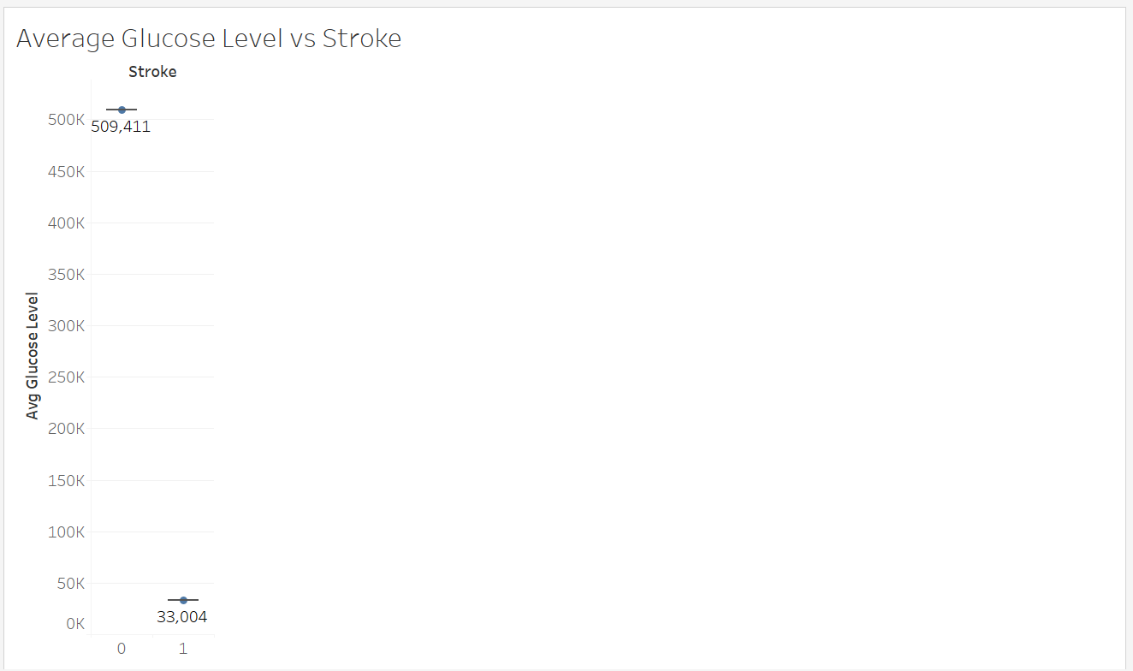 Average Glucose Level vs Stroke
Stroke
500K
509,411
450K
400K
350K
300K
250K
200K
150K
100K
50K
33,004
0K
Avg Glucose Level
0 1